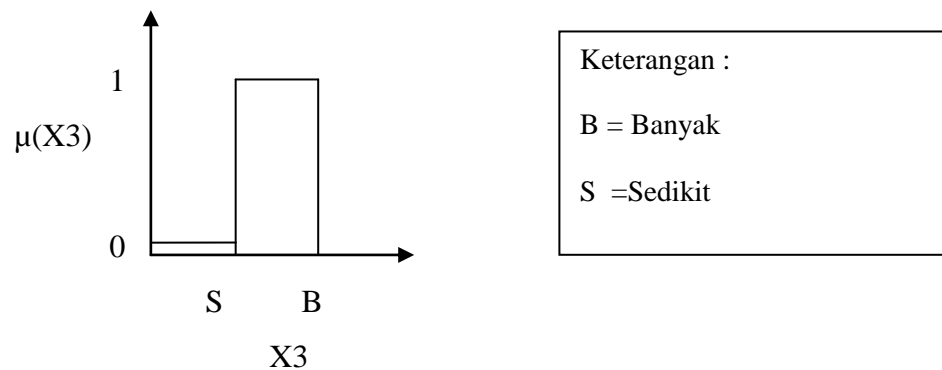 1
μ(X3)
0
S B
X3
Keterangan :
B = Banyak
S =Sedikit